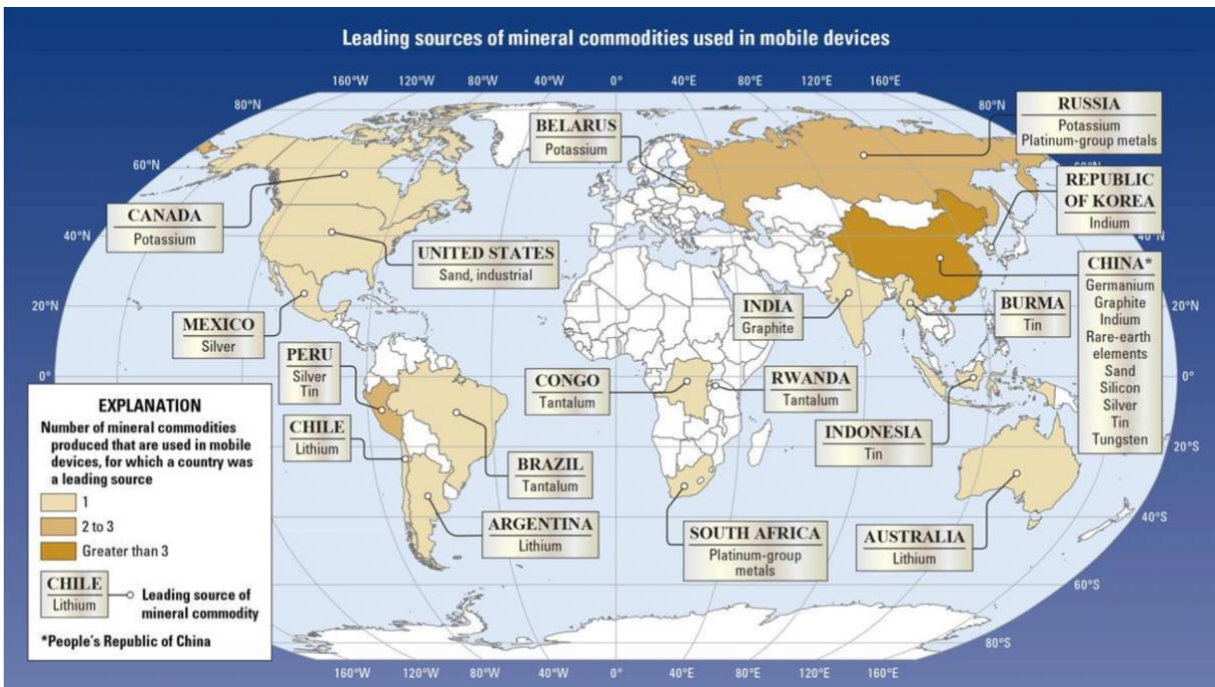 Leading sources of mineral commodities used in mobile devices
160°W 120°W 80°W 40°W 0° 40°E 80°E 120°E 160°E
80°N
80°N
60°N
60°N
40°N
40°N
20°N
20°N
0°
0°
20°S
40°S
60°S
80°S
RUSSIA
Potassium
Platinum-group metals
BELARUS
Potassium
REPUBLIC
OF KOREA
Indium
CANADA
Potassium
UNITED STATES
Sand, industrial
CHINA*
Germanium
Graphite
Indium
Rare-earth
elements
Sand
Silicon
Silver
Tin
Tungsten
MEXICO
Silver
INDIA
Graphite
BURMA
Tin
PERU
Silver
Tin
CONGO
Tantalum
RWANDA
Tantalum
CHILE
Lithium
INDONESIA
Tin
BRAZIL
Tantalum
ARGENTINA
Lithium
SOUTH AFRICA
Platinum-group
metals
AUSTRALIA
Lithium
EXPLANATION
Number of mineral commodities
produced that are used in mobile
devices, for which a country was
a leading source
1
2 to 3
Greater than 3
CHILE
Lithium
Leading source of
mineral commodity
*People's Republic of China
160°W 120°W 80°W 40°W 0° 40°E 80°E 120°E 160°E